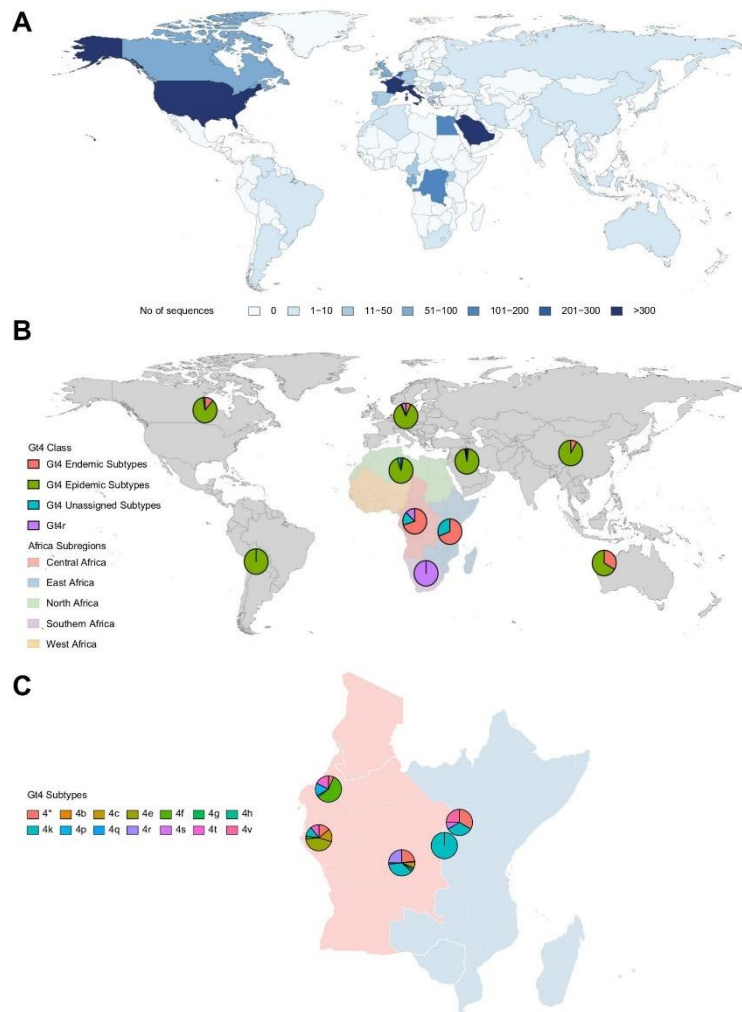 A
No of sequences 0 1−10 11−50 51−100 101−200 201−300 >300
B
Gt4 Class
Gt4 Endemic Subtypes
Gt4 Epidemic Subtypes
Gt4 Unassigned Subtypes
Gt4r
Africa Subregions
Central Africa
East Africa
North Africa
Southern Africa
West Africa
C
Gt4 Subtypes
4* 4b 4c 4e 4f 4g 4h
4k 4p 4q 4r 4s 4t 4v